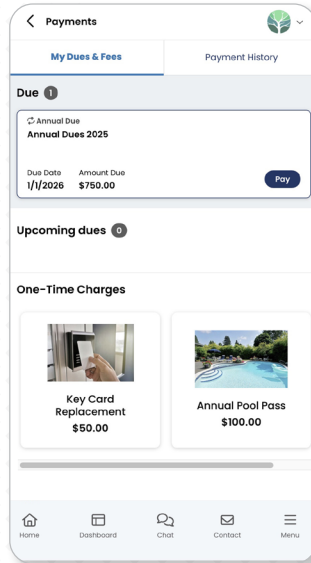 Payments
My Dues & Fees
Payment History
Due 1
Annual Due
Annual Dues 2025
Due Date Amount Due
1/1/2026 $750.00
Pay
Upcoming dues 0
One-Time Charges
Key Card
Replacement
$50.00
Annual Pool Pass
$100.00
Home Dashboard Chat Contact Menu